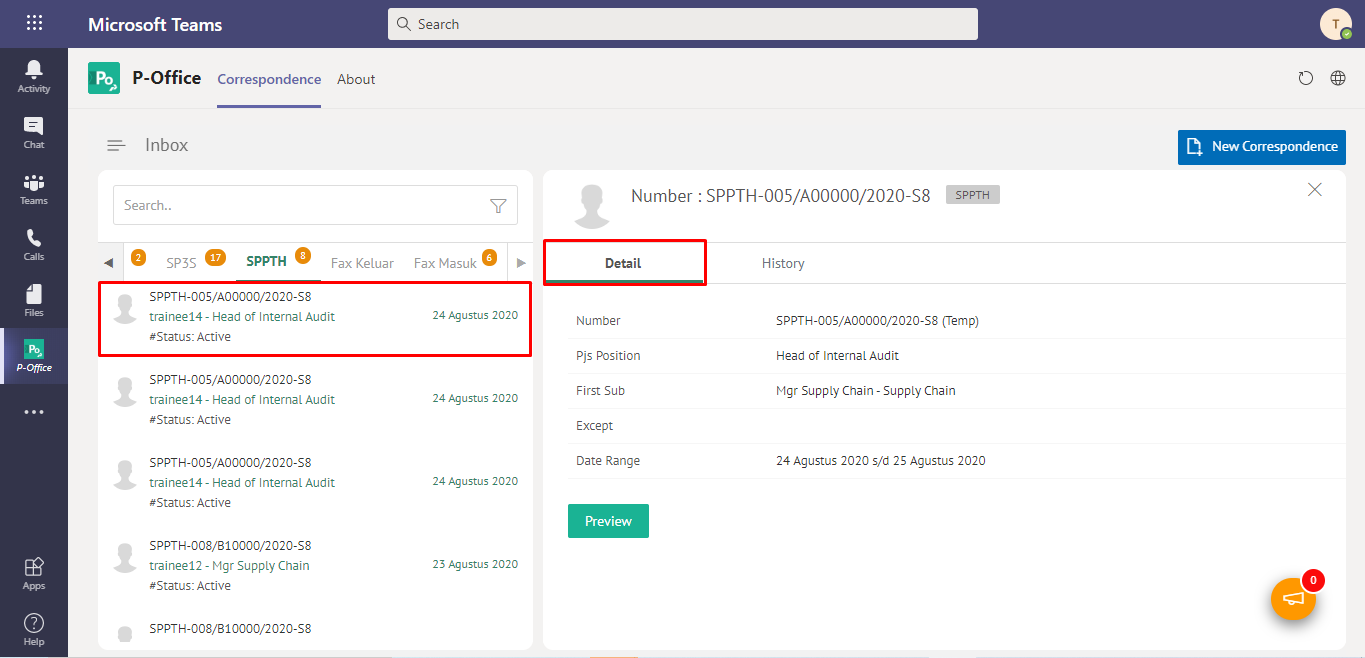 Microsoft Teams
Search
T
Activity
Chat
Teams
Calls
Files
Po
P-Office
Apps
Help
Po
P-Office
Correspondence
About
Inbox
New Correspondence
Search..
2
SP3S 17
SPPTH 8
Fax Keluar
Fax Masuk 6
SPPTH-005/A00000/2020-S8
trainee14 - Head of Internal Audit
24 Agustus 2020
#Status: Active
SPPTH-005/A00000/2020-S8
trainee14 - Head of Internal Audit
24 Agustus 2020
#Status: Active
SPPTH-005/A00000/2020-S8
trainee14 - Head of Internal Audit
24 Agustus 2020
#Status: Active
SPPTH-008/B10000/2020-S8
trainee12 - Mgr Supply Chain
23 Agustus 2020
#Status: Active
SPPTH-008/B10000/2020-S8
Number : SPPTH-005/A00000/2020-S8 SPPTH
Detail
History
Number SPPTH-005/A00000/2020-S8 (Temp)
Pjs Position Head of Internal Audit
First Sub Mgr Supply Chain - Supply Chain
Except
Date Range 24 Agustus 2020 s/d 25 Agustus 2020
Preview
0